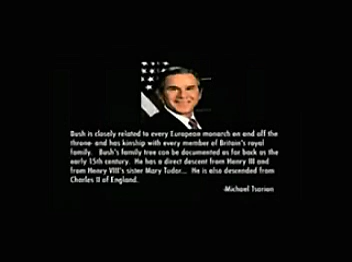 Bush is closely related to every European monarch on and off the
throne- and has kinship with every member of Britain's royal
family. Bush's family tree can be documented as far back as the
early 15th century. He has a direct descent from Henry III and
from Henry VIII's sister Mary Tudor... He is also descended from
Charles II of England.
-Michael Tsarion